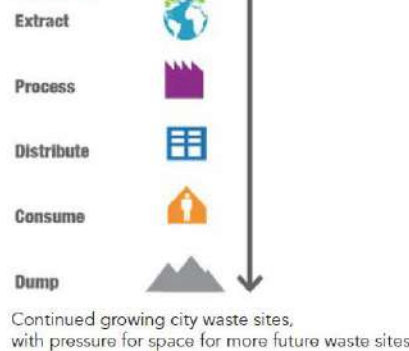 Extract
Process
Distribute
Consume
Dump
Continued growing city waste sites,
with pressure for space for more future waste sites